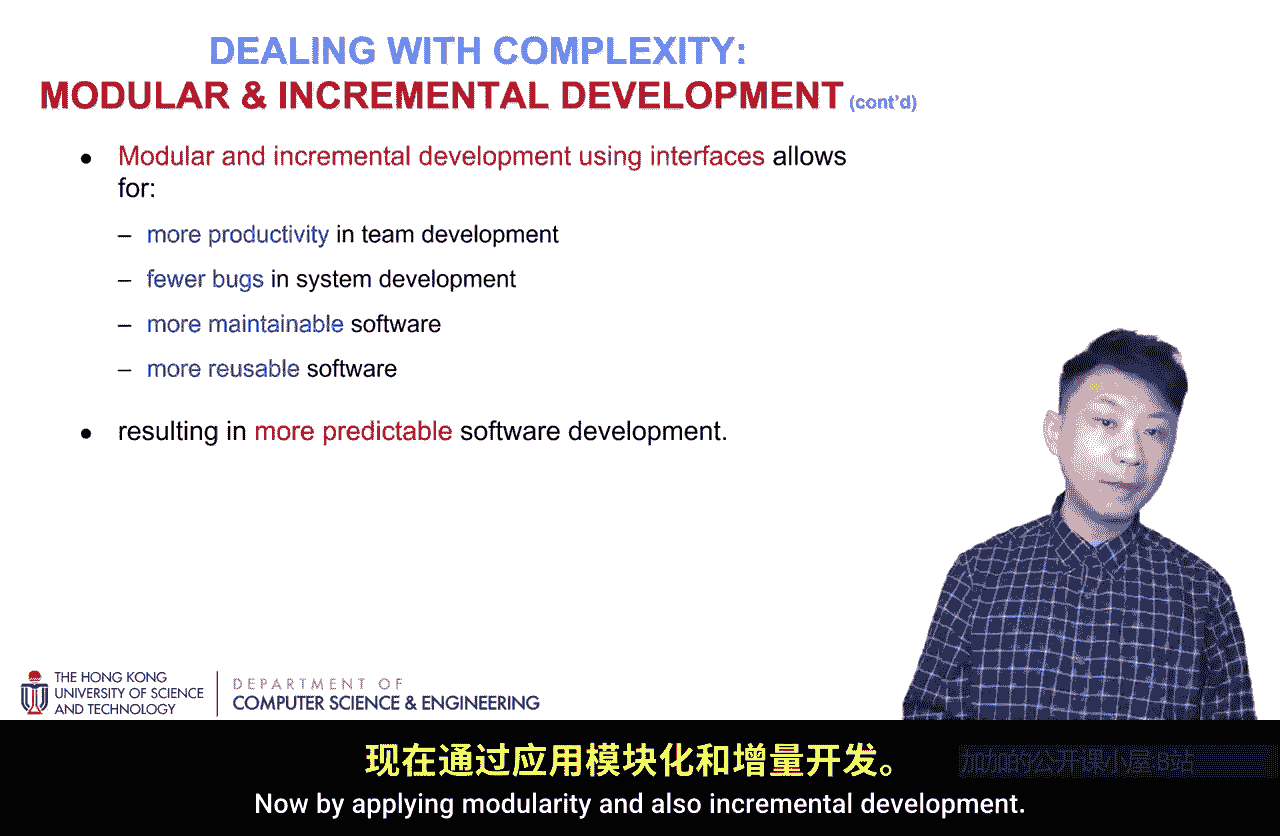 DEALING WITH COMPLEXITY:
MODULAR & INCREMENTAL DEVELOPMENT (cont'd)
● Modular and incremental development using interfaces allows
for:
– more productivity in team development
– fewer bugs in system development
– more maintainable software
– more reusable software
● resulting in more predictable software development.
THE HONG KONG
UNIVERSITY OF SCIENCE
AND TECHNOLOGY
DEPARTMENT OF
COMPUTER SCIENCE & ENGINEERING
现在通过应用模块化和增量开发。
加加的公开课小屋·B站
Now by applying modularity and also incremental development.